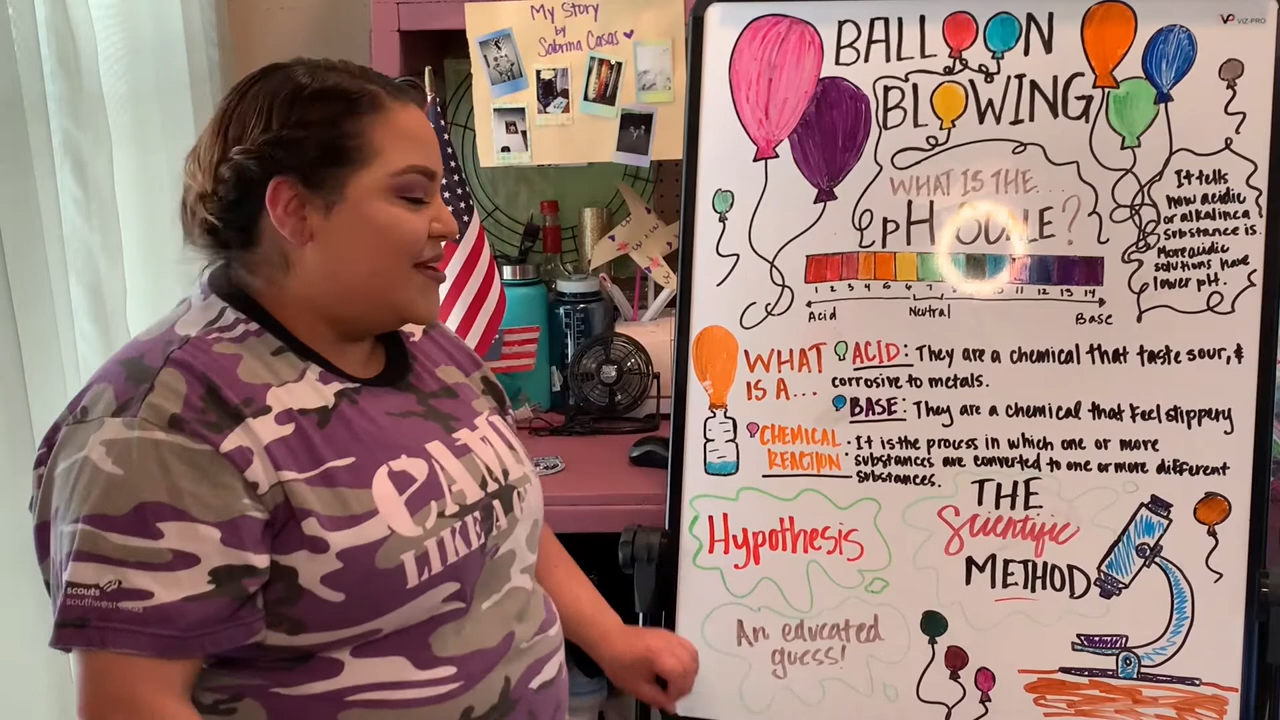 My Story
by
Sabrina Casas
VIZ-PRO
BALLOON
BLOWING
WHAT IS THE...
pH SCALE?
It tells
how acidic
or alkaline a
substance is.
More acidic
solutions have
lower pH.
1 2 3 4 5 6 7
11 12 13 14
Acid
Neutral
Base
WHAT
IS A...
ACID: They are a chemical that taste sour, &
corrosive to metals.
BASE: They are a chemical that feel slippery
CHEMICAL
REACTION
• It is the process in which one or more
substances are converted to one or more different
substances.
Hypothesis
An educated
guess!
THE
Scientific
METHOD
CAMP
LIKE A
scouts
southwest